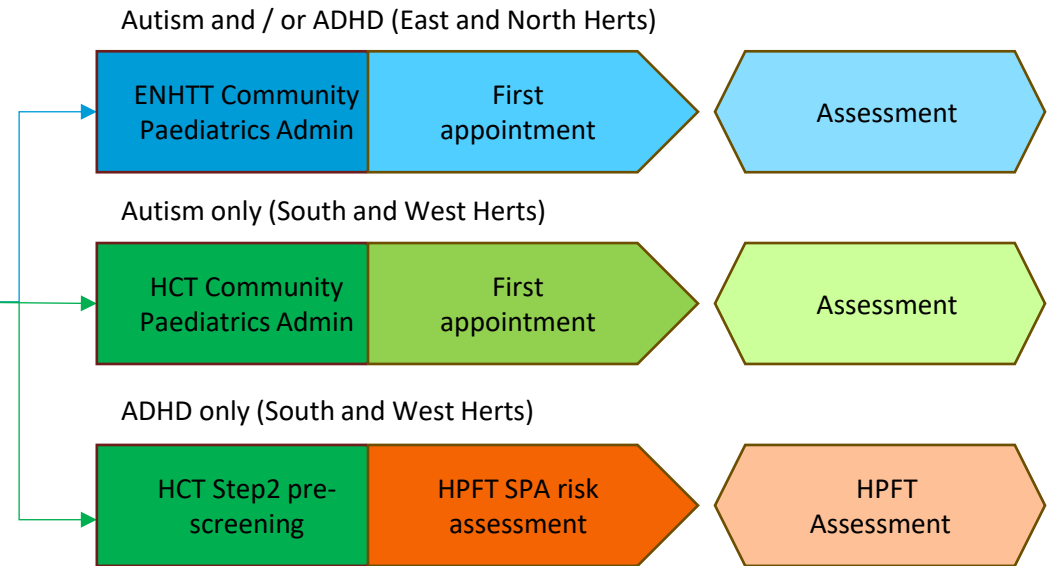 Autism and / or ADHD (East and North Herts)
ENHTT Community
Paediatrics Admin
First
appointment
Assessment
Autism only (South and West Herts)
HCT Community
Paediatrics Admin
First
appointment
Assessment
ADHD only (South and West Herts)
HCT Step2 pre-
screening
HPFT SPA risk
assessment
HPFT
Assessment